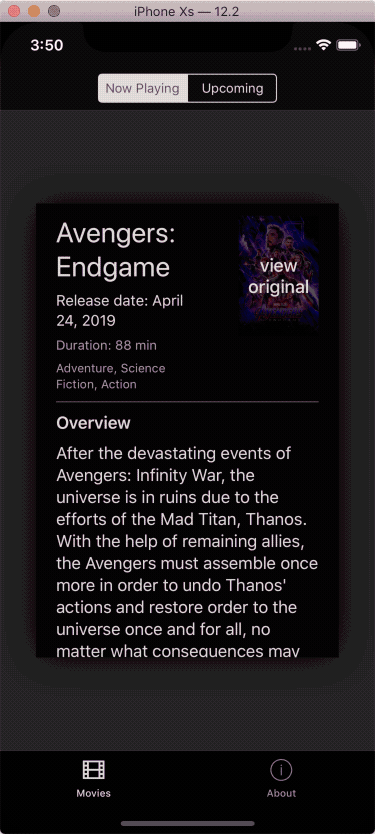 iPhone Xs — 12.2
3:50
Now Playing
Upcoming
Avengers:
Endgame
view
original
Release date: April
24, 2019
Duration: 88 min
Adventure, Science
Fiction, Action
Overview
After the devastating events of
Avengers: Infinity War, the
universe is in ruins due to the
efforts of the Mad Titan, Thanos.
With the help of remaining allies,
the Avengers must assemble once
more in order to undo Thanos'
actions and restore order to the
universe once and for all, no
matter what consequences may
Movies
About